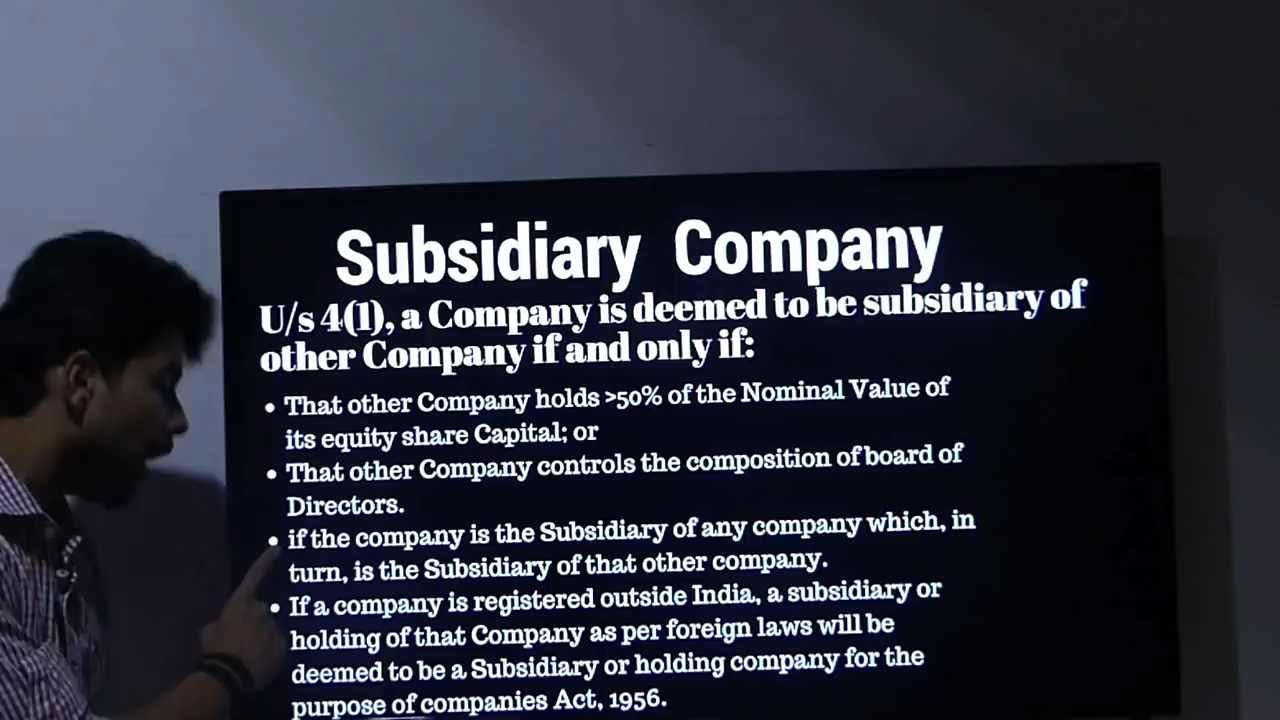 Subsidiary Company
U/s 4(1), a Company is deemed to be subsidiary of
other Company if and only if:
• That other Company holds >50% of the Nominal Value of
its equity share Capital; or
• That other Company controls the composition of board of
Directors.
• if the company is the Subsidiary of any company which, in
turn, is the Subsidiary of that other company.
• If a company is registered outside India, a subsidiary or
holding of that Company as per foreign laws will be
deemed to be a Subsidiary or holding company for the
purpose of companies Act, 1956.